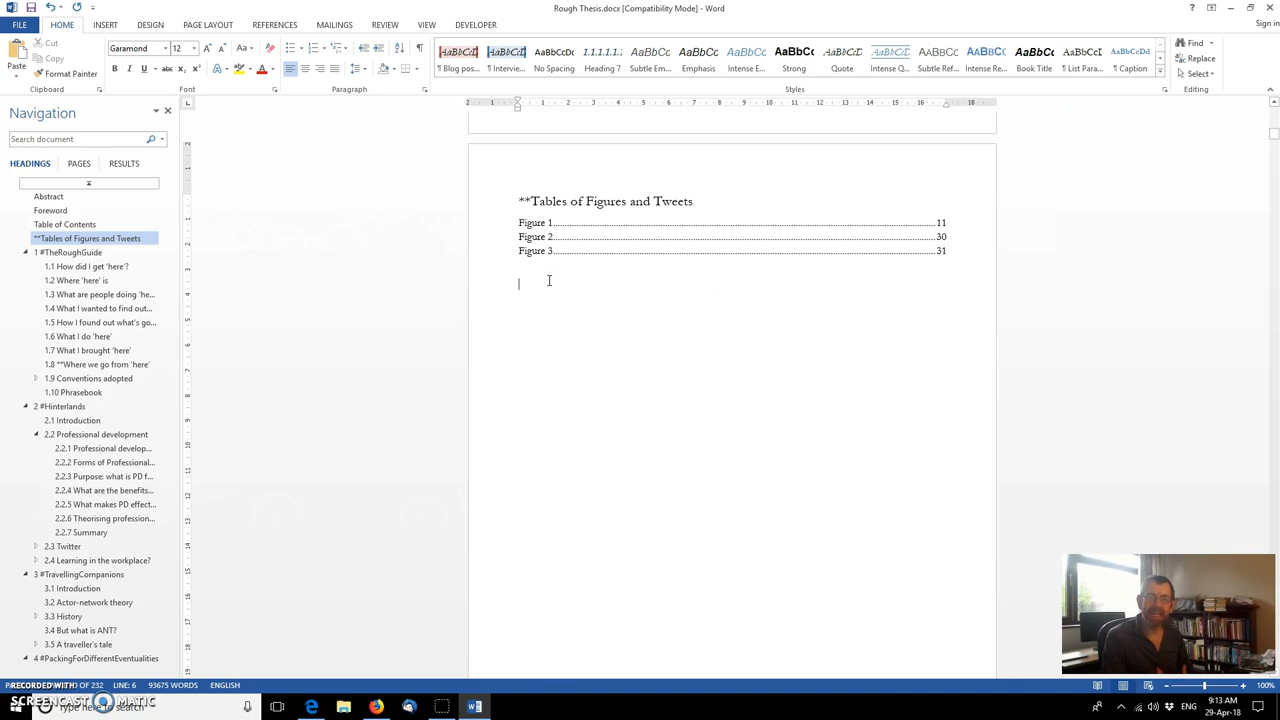 Rough Thesis.docx [Compatibility Mode] - Word
FILE HOME INSERT DESIGN PAGE LAYOUT REFERENCES MAILINGS REVIEW VIEW DEVELOPER
Sign in
Paste
Cut
Copy
Format Painter
Clipboard
Garamond 12
Font
Paragraph
¶ Blog pos...
¶ Intervie...
No Spacing
Heading 7
Subtle Em...
Emphasis
Intense E...
Strong
Quote
Intense Q...
Subtle Ref...
Intense Re...
Book Title
¶ List Para...
¶ Caption
Styles
Find
Replace
Select
Editing
Navigation
Search document
HEADINGS PAGES RESULTS
Abstract
Foreword
Table of Contents
**Tables of Figures and Tweets
1 #TheRoughGuide
1.1 How did I get 'here'?
1.2 Where 'here' is
1.3 What are people doing 'he...
1.4 What I wanted to find out...
1.5 How I found out what's go...
1.6 What I do 'here'
1.7 What I brought 'here'
1.8 **Where we go from 'here'
1.9 Conventions adopted
1.10 Phrasebook
2 #Hinterlands
2.1 Introduction
2.2 Professional development
2.2.1 Professional develop...
2.2.2 Forms of Professional...
2.2.3 Purpose: what is PD f...
2.2.4 What are the benefits...
2.2.5 What makes PD effect...
2.2.6 Theorising profession...
2.2.7 Summary
2.3 Twitter
2.4 Learning in the workplace?
3 #TravellingCompanions
3.1 Introduction
3.2 Actor-network theory
3.3 History
3.4 But what is ANT?
3.5 A traveller's tale
4 #PackingForDifferentEventualities
**Tables of Figures and Tweets
Figure 1...11
Figure 2...30
Figure 3...31
OF 232 LINE: 6 93675 WORDS ENGLISH
100%
RECORDED WITH
SCREENCAST MATIC
Type here to search
9:13 AM
29-Apr-18